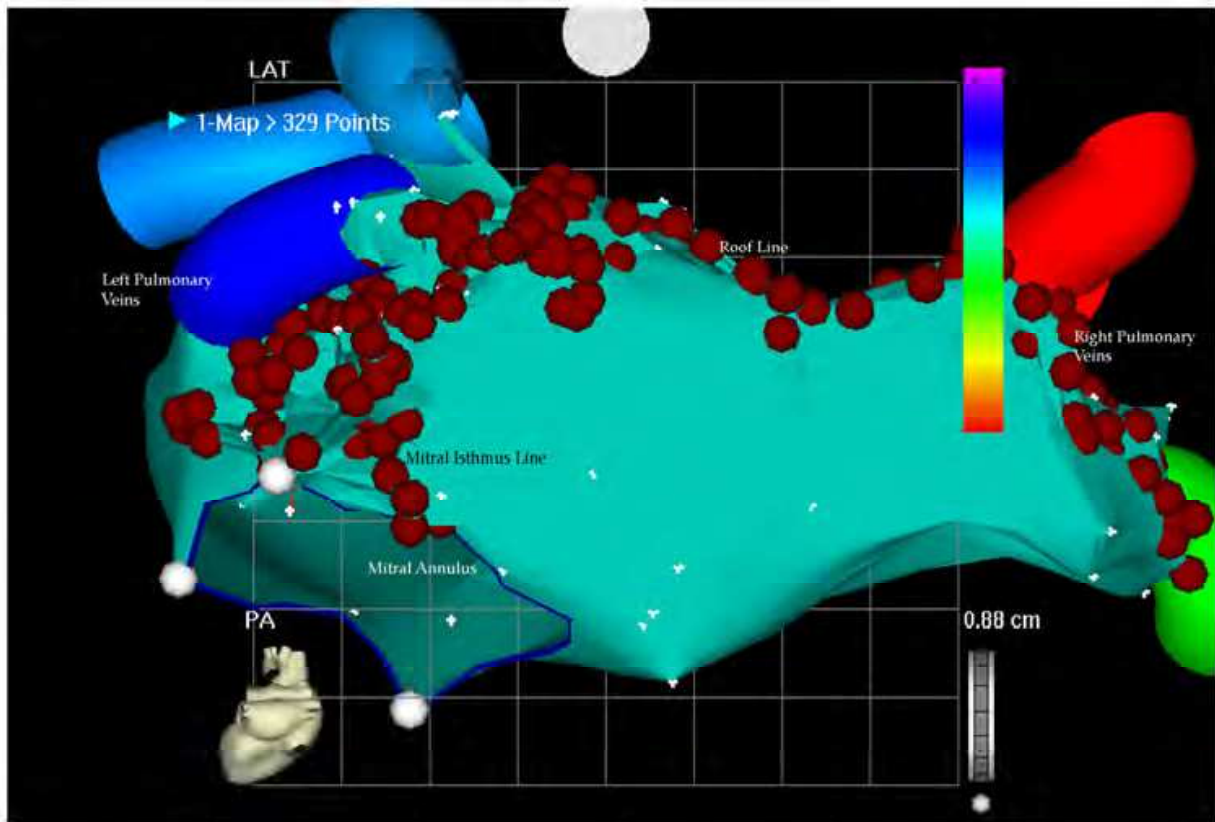 LAT
1-Map > 329 Points
Roof Line
Left Pulmonary
Veins
Right Pulmonary
Veins
Mitral Isthmus Line
Mitral Annulus
PA
0.88 cm